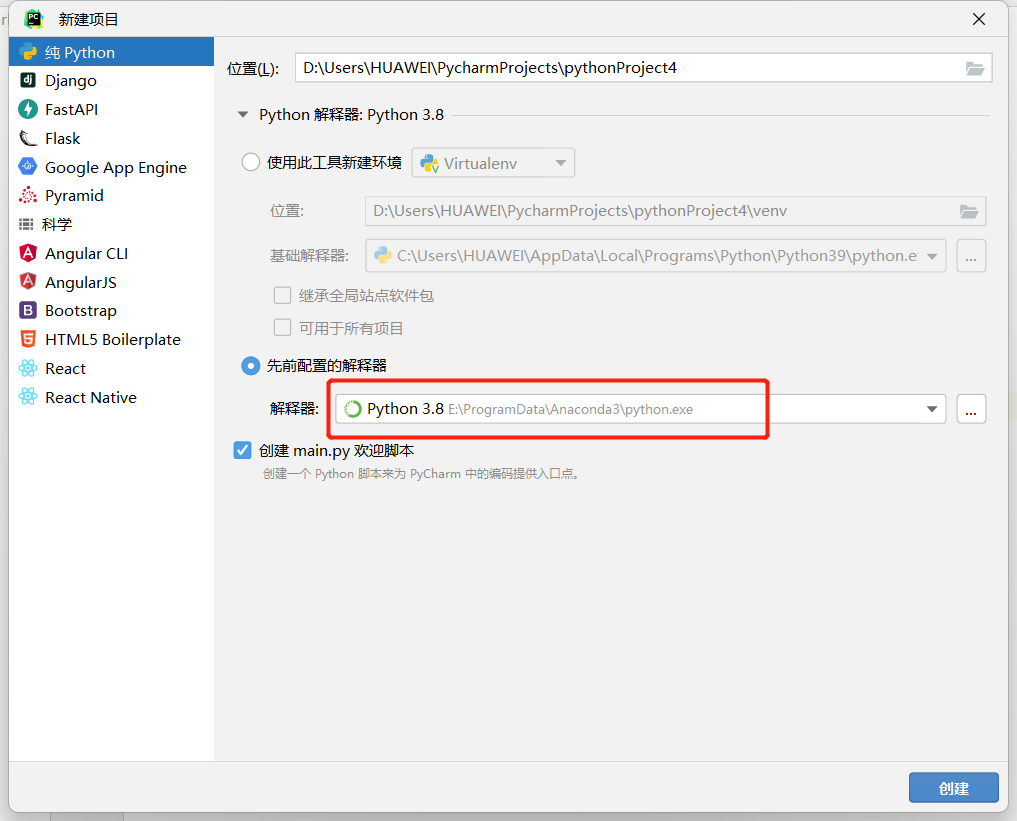 新建项目
纯 Python
Django
FastAPI
Flask
Google App Engine
Pyramid
科学
Angular CLI
AngularJS
Bootstrap
HTML5 Boilerplate
React
React Native
位置(L): D:\Users\HUAWEI\PycharmProjects\pythonProject4
Python 解释器: Python 3.8
使用此工具新建环境 Virtualenv
位置: D:\Users\HUAWEI\PycharmProjects\pythonProject4\venv
基础解释器: C:\Users\HUAWEI\AppData\Local\Programs\Python\Python39\python.e ...
继承全局站点软件包
可用于所有项目
先前配置的解释器
解释器: Python 3.8 E:\ProgramData\Anaconda3\python.exe ...
创建 main.py 欢迎脚本
创建一个 Python 脚本来为 PyCharm 中的编码提供入口点。
创建